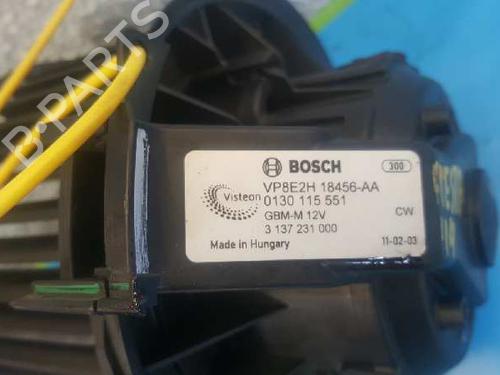 B-PARTS
BOSCH
300
VP8E2H 18456-AA
Visteon
0130 115 551
GBM-M 12V
CW
3 137 231 000
Made in Hungary
11-02-03